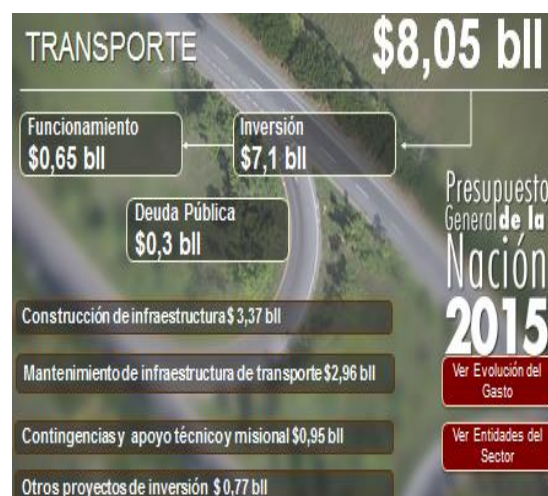 TRANSPORTE
$8,05 bll
Funcionamiento
$0,65 bll
Inversión
$7,1 bll
Deuda Pública
$0,3 bll
Presupuesto
General de la
Nación
2015
Construcción de infraestructura $ 3,37 bll
Mantenimiento de infraestructura de transporte $2,96 bll
Contingencias y apoyo técnico y misional $0,95 bll
Otros proyectos de inversión $ 0,77 bll
Ver Evolución del
Gasto
Ver Entidades del
Sector